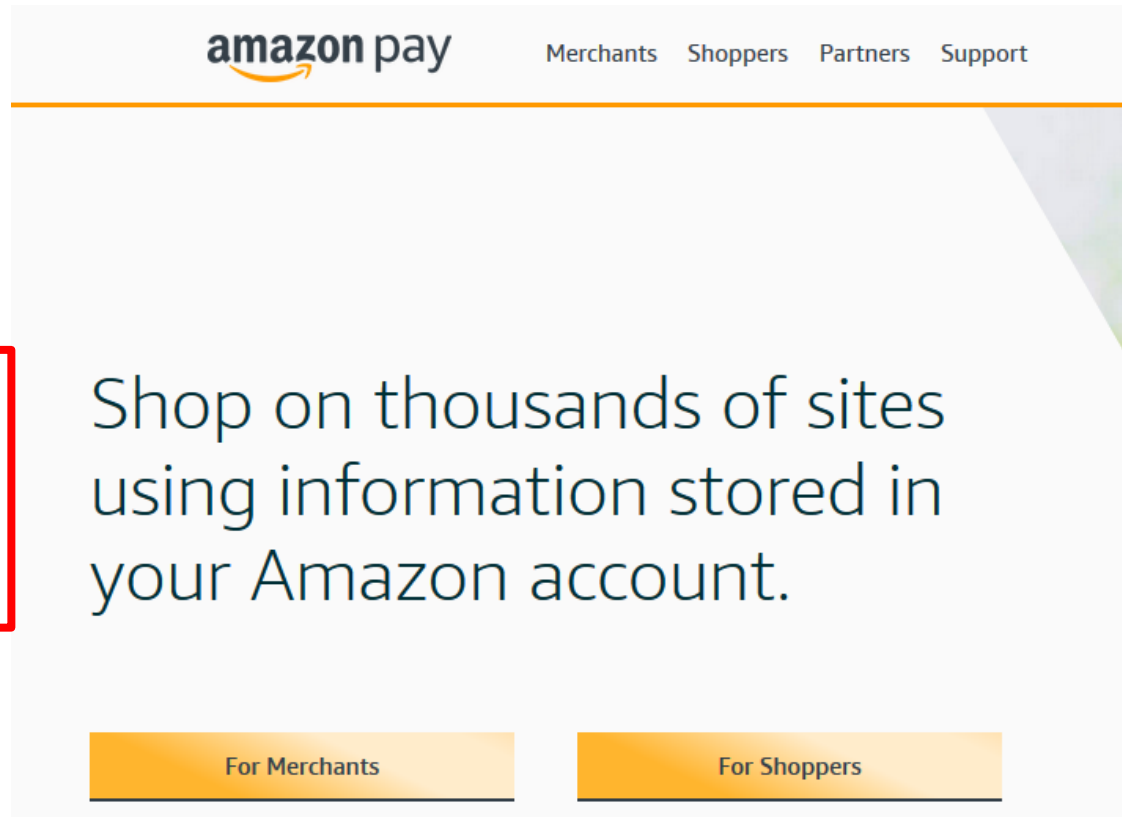 amazon pay Merchants Shoppers Partners Support
Shop on thousands of sites
using information stored in
your Amazon account.
For Merchants For Shoppers